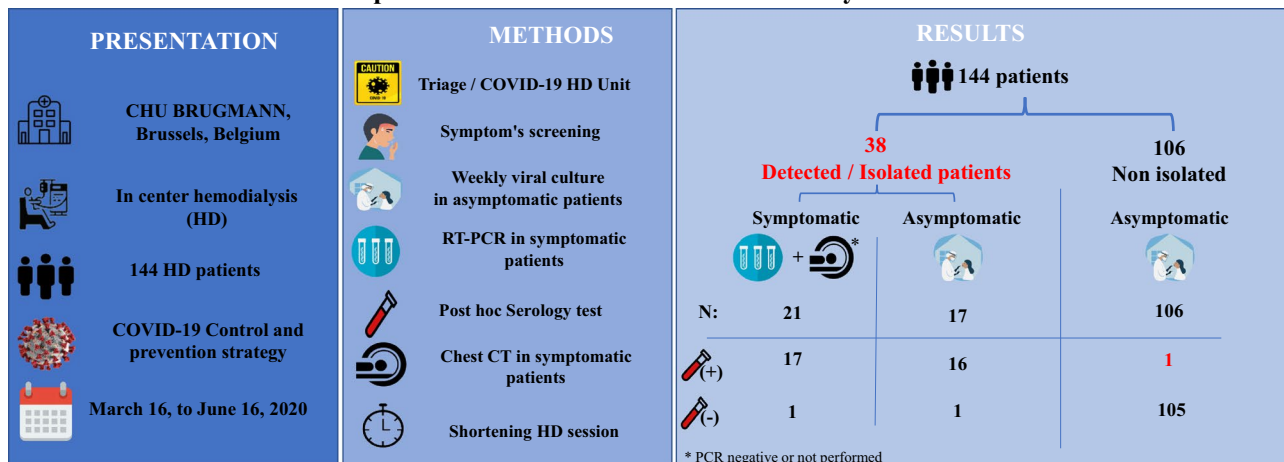 PRESENTATION
CHU BRUGMANN,
Brussels, Belgium
In center hemodialysis
(HD)
144 HD patients
COVID-19 Control and
prevention strategy
March 16, to June 16, 2020
METHODS
CAUTION
COVID-19
Triage / COVID-19 HD Unit
Symptom's screening
Weekly viral culture
in asymptomatic patients
RT-PCR in symptomatic
patients
Post hoc Serology test
Chest CT in symptomatic
patients
Shortening HD session
RESULTS
144 patients
38
Detected / Isolated patients
106
Non isolated
Symptomatic
Asymptomatic
Asymptomatic
+ *
N: 21 17 106
(+) 17 16 1
(-) 1 1 105
* PCR negative or not performed